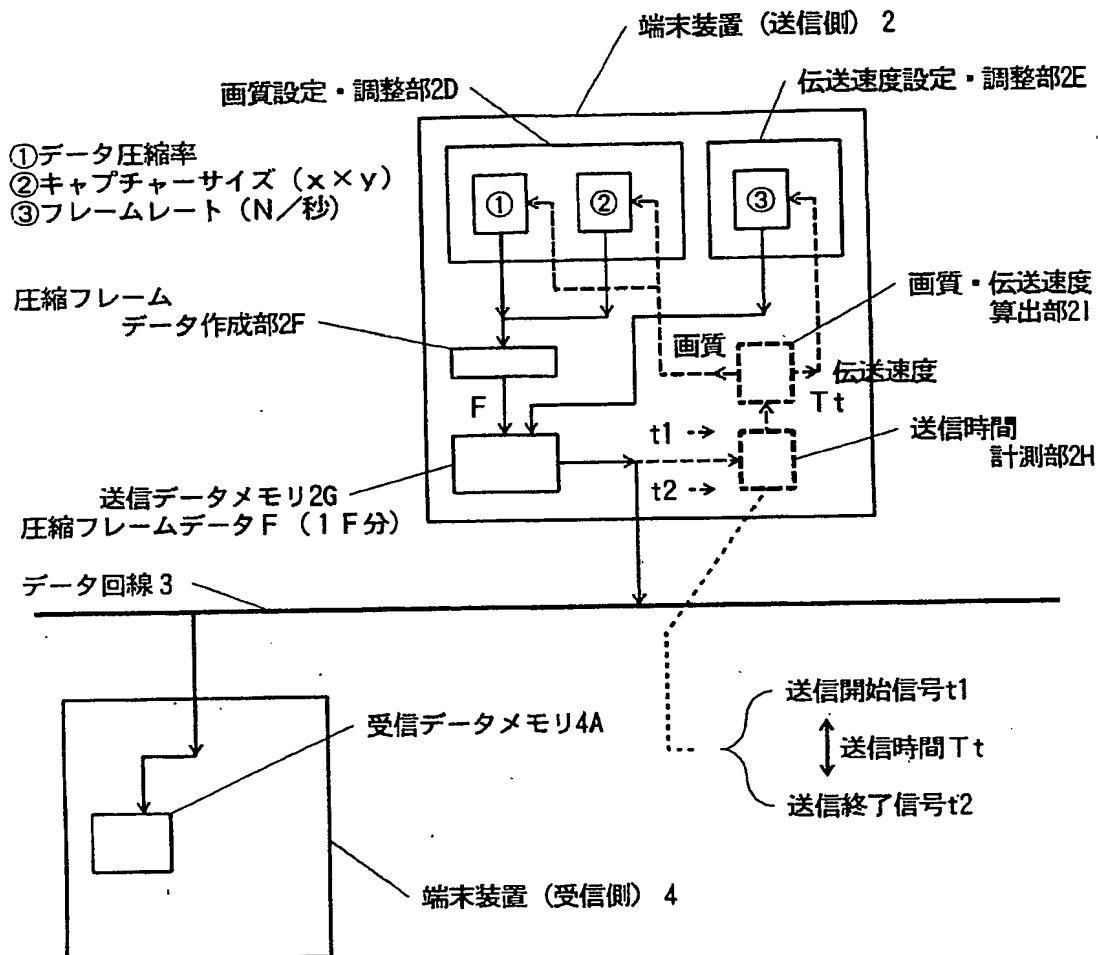 端末装置（送信側）2
画質設定・調整部2D
伝送速度設定・調整部2E
①データ圧縮率
②キャプチャーサイズ（x×y）
③フレームレート（N／秒）
①
②
③
圧縮フレーム
データ作成部2F
画質・伝送速度
算出部2I
画質
伝送速度
Tt
F
t1
t2
送信時間
計測部2H
送信データメモリ2G
圧縮フレームデータF（1F分）
データ回線3
送信開始信号t1
送信時間Tt
送信終了信号t2
受信データメモリ4A
端末装置（受信側）4